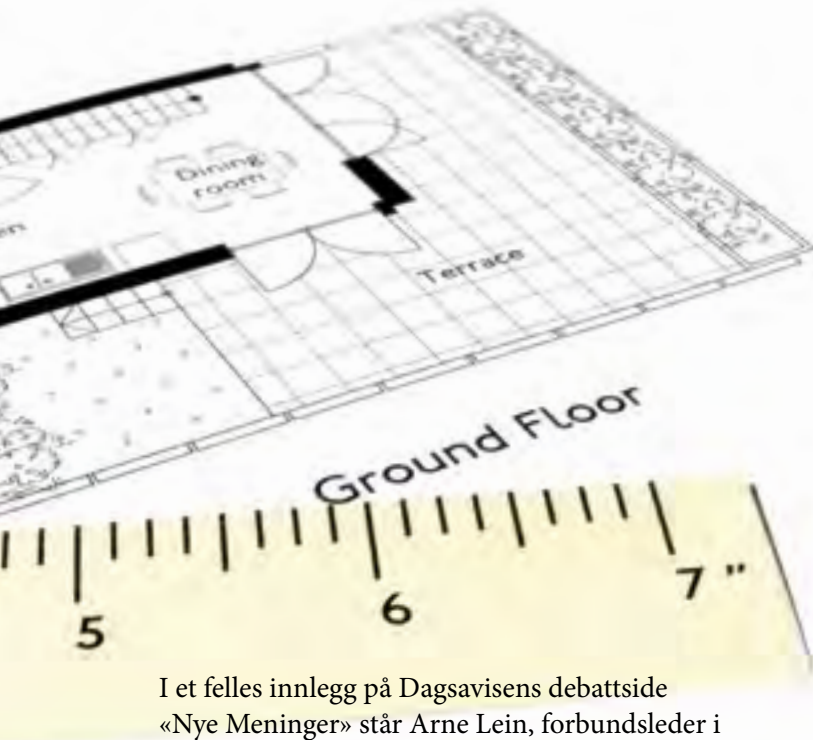 Dining
room
en
Terrace
Ground Floor
5
6
7 ”
I et felles innlegg på Dagsavisens debattside
«Nye Meninger» står Arne Lein, forbundsleder i